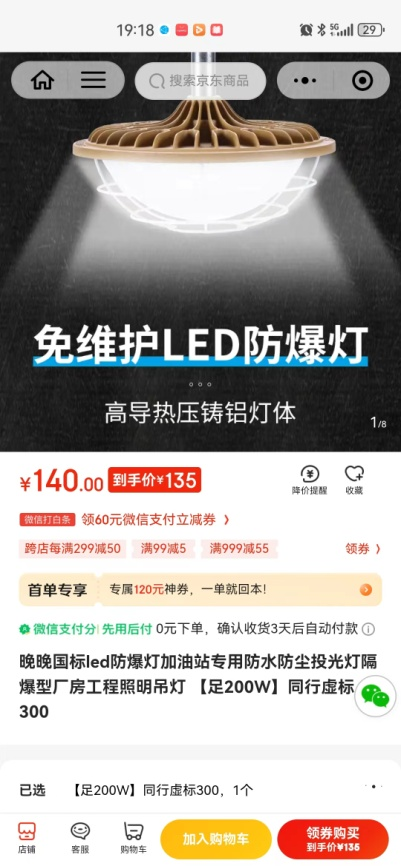 19:18
5G
29
搜索京东商品
免维护LED防爆灯
高导热压铸铝灯体
1/8
¥140.00 到手价¥135
降价提醒
收藏
微信打白条 领60元微信支付立减券
跨店每满299减50 满99减5 满999减55 领券
首单专享 专属120元神券，一单就回本！
微信支付分 先用后付 0元下单，确认收货3天后自动付款
晚晚国标led防爆灯加油站专用防水防尘投光灯隔
爆型厂房工程照明吊灯 【足200W】同行虚标
300
已选 【足200W】同行虚标300，1个
店铺
客服
购物车
加入购物车
领券购买
到手价¥135